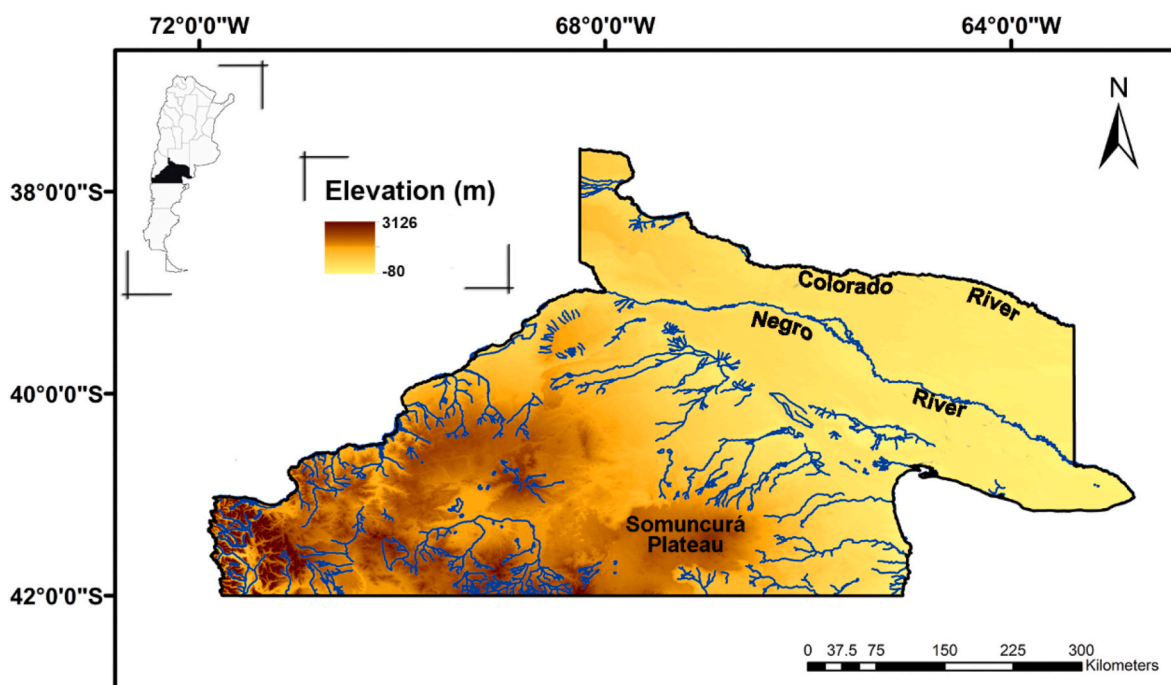 72°0'0"W 68°0'0"W 64°0'0"W
N
38°0'0"S
Elevation (m)
3126
-80
Colorado River
Negro River
40°0'0"S
Somuncurá
Plateau
42°0'0"S
0 37.5 75 150 225 300
Kilometers